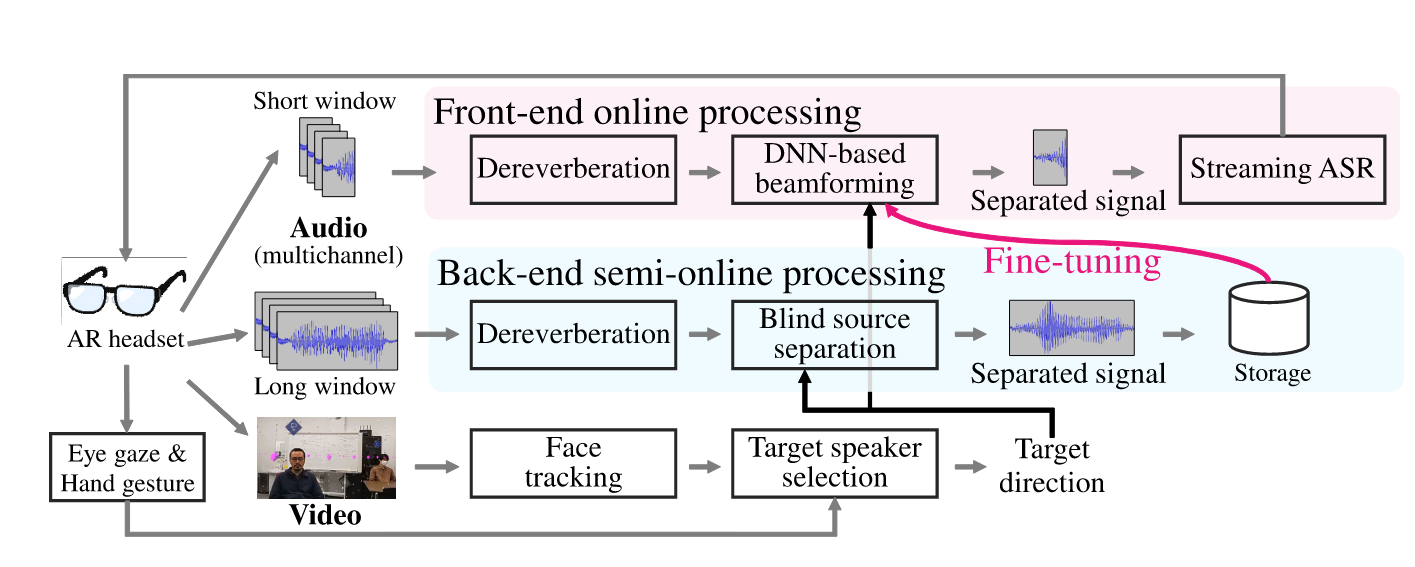 Short window
Front-end online processing
Dereverberation
DNN-based
beamforming
Separated signal
Streaming ASR
Audio
(multichannel)
Back-end semi-online processing
Fine-tuning
AR headset
Dereverberation
Blind source
separation
Separated signal
Storage
Long window
Eye gaze &
Hand gesture
Video
Face
tracking
Target speaker
selection
Target
direction